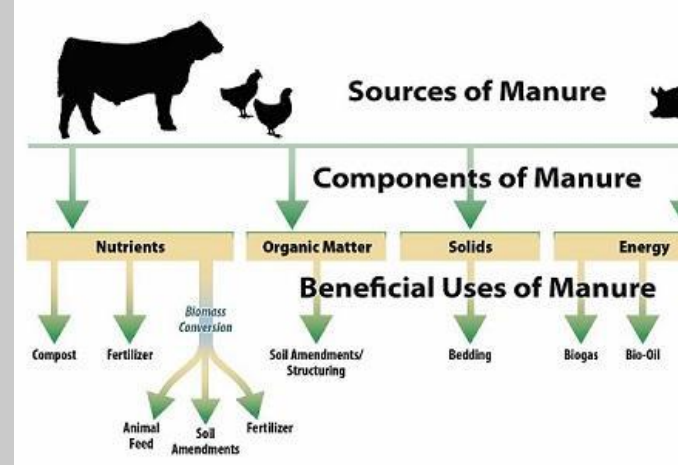 Sources of Manure
Components of Manure
Nutrients
Organic Matter
Solids
Energy
Beneficial Uses of Manure
Biomass
Conversion
Compost
Fertilizer
Soil Amendments/
Structuring
Bedding
Biogas
Bio-Oil
Animal
Feed
Soil
Amendments
Fertilizer